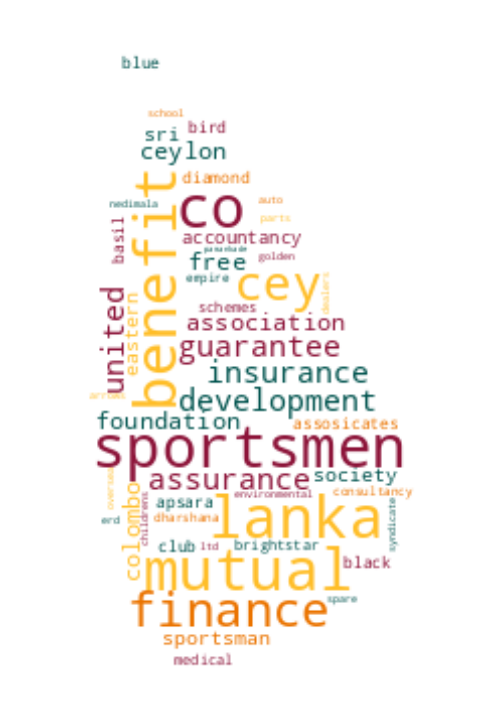 blue
school
sri bird
ceylon
diamond
nedimala
co
auto
parts
benefit
basil
accountancy
free
golden
empire
cey
dealers
schemes
united
eastern
association
guarantee
insurance
development
foundation
assosicates
sportsmen
assurance
society
consultancy
environmental
colombo
childrens
apsara
lanka
syndicate
erd
dharshana
club ltd brightstar
mutual
black
finance
spare
sportsman
medical